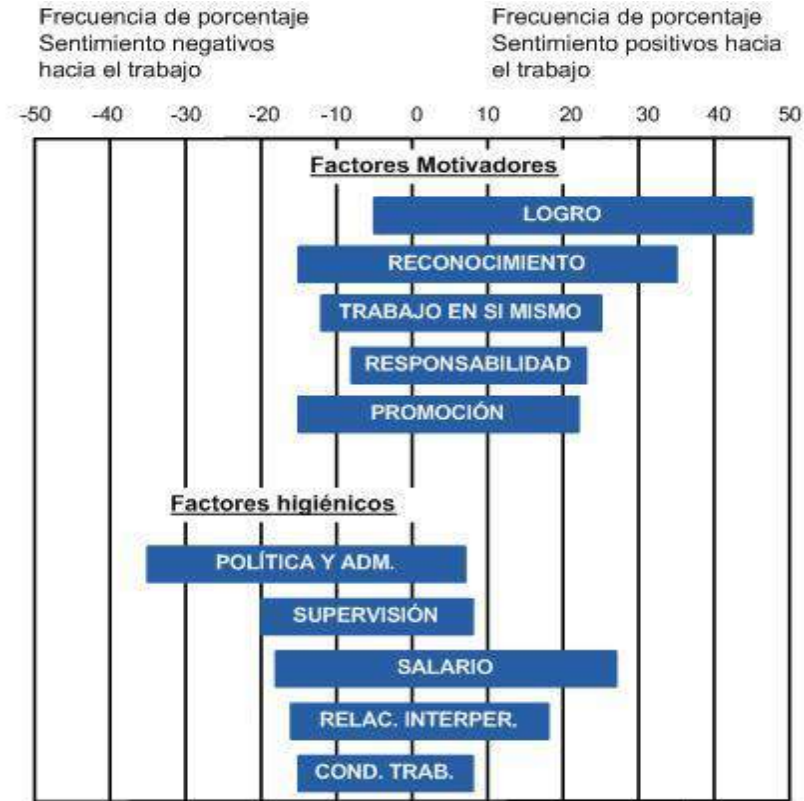 Frecuencia de porcentaje
Sentimiento negativos
hacia el trabajo
Frecuencia de porcentaje
Sentimiento positivos hacia
el trabajo
-50 -40 -30 -20 -10 0 10 20 30 40 50
Factores Motivadores
LOGRO
RECONOCIMIENTO
TRABAJO EN SI MISMO
RESPONSABILIDAD
PROMOCIÓN
Factores higiénicos
POLÍTICA Y ADM.
SUPERVISIÓN
SALARIO
RELAC. INTERPER.
COND. TRAB.